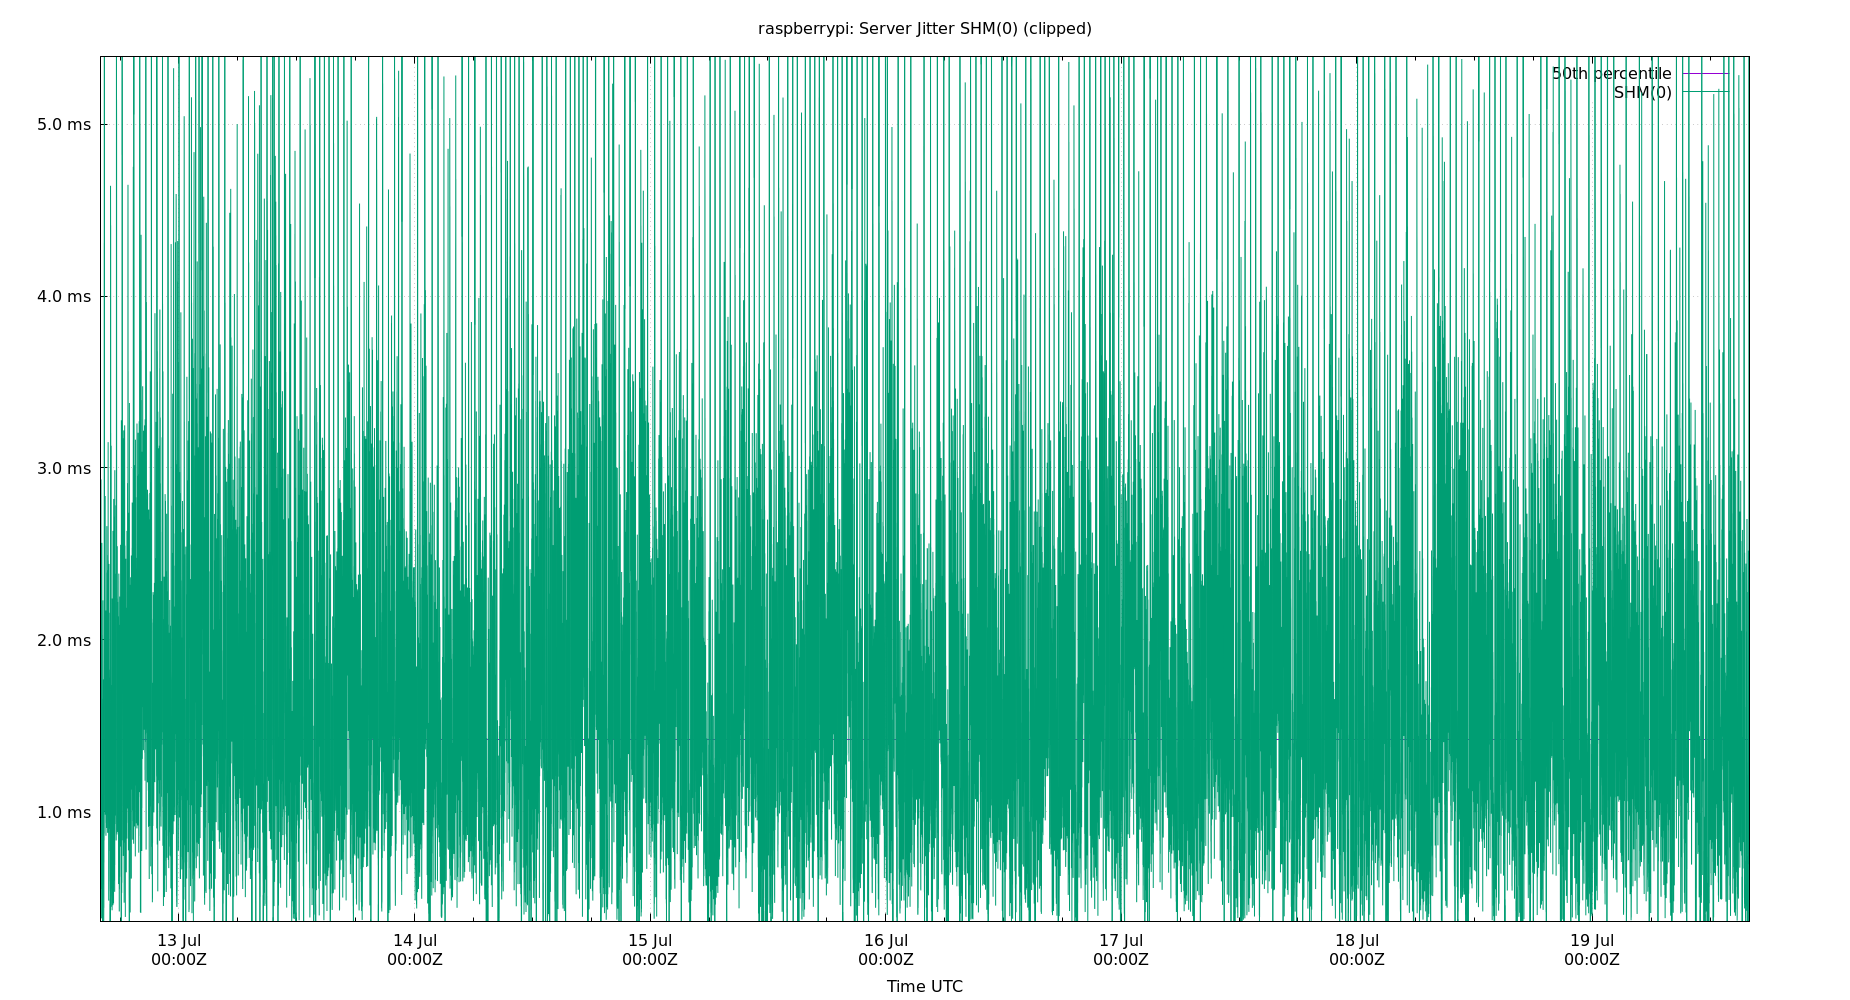 raspberrypi: Server Jitter SHM(0) (clipped)
50th percentile
SHM(0)
5.0 ms
4.0 ms
3.0 ms
2.0 ms
1.0 ms
13 Jul 14 Jul 15 Jul 16 Jul 17 Jul 18 Jul 19 Jul
00:00Z 00:00Z 00:00Z 00:00Z 00:00Z 00:00Z 00:00Z
Time UTC